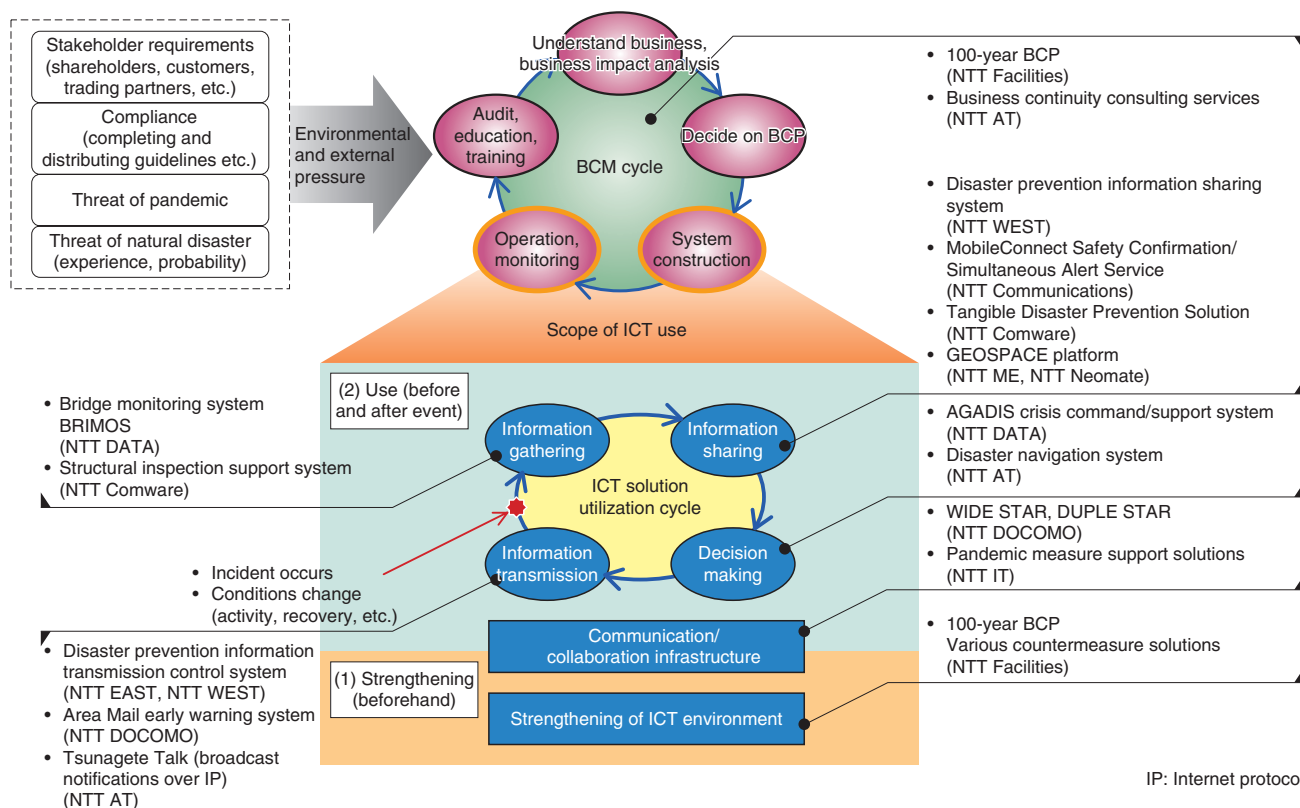 Stakeholder requirements
(shareholders, customers,
trading partners, etc.)
Compliance
(completing and
distributing guidelines etc.)
Threat of pandemic
Threat of natural disaster
(experience, probability)
Environmental
and external
pressure
Understand business,
business impact analysis
Audit,
education,
training
Decide on BCP
BCM cycle
Operation,
monitoring
System
construction
Scope of ICT use
• 100-year BCP
(NTT Facilities)
• Business continuity consulting services
(NTT AT)
• Disaster prevention information sharing
system
(NTT WEST)
• MobileConnect Safety Confirmation/
Simultaneous Alert Service
(NTT Communications)
• Tangible Disaster Prevention Solution
(NTT Comware)
• GEOSPACE platform
(NTT ME, NTT Neomate)
• AGADIS crisis command/support system
(NTT DATA)
• Disaster navigation system
(NTT AT)
• WIDE STAR, DUPLE STAR
(NTT DOCOMO)
• Pandemic measure support solutions
(NTT IT)
• 100-year BCP
Various countermeasure solutions
(NTT Facilities)
(2) Use (before
and after event)
Information
gathering
Information
sharing
ICT solution
utilization cycle
Information
transmission
Decision
making
Communication/
collaboration infrastructure
(1) Strengthening
(beforehand)
Strengthening of ICT environment
• Bridge monitoring system
BRIMOS
(NTT DATA)
• Structural inspection support system
(NTT Comware)
• Incident occurs
• Conditions change
(activity, recovery, etc.)
• Disaster prevention information
transmission control system
(NTT EAST, NTT WEST)
• Area Mail early warning system
(NTT DOCOMO)
• Tsunagete Talk (broadcast
notifications over IP)
(NTT AT)
IP: Internet protoco